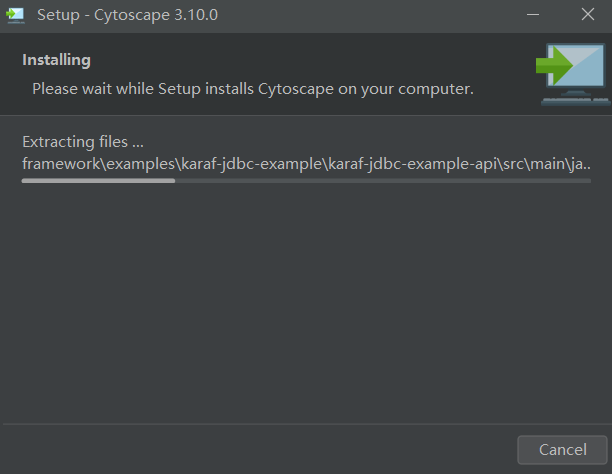 Setup - Cytoscape 3.10.0
Installing
Please wait while Setup installs Cytoscape on your computer.
Extracting files ...
framework\examples\karaf-jdbc-example\karaf-jdbc-example-api\src\main\ja..
Cancel